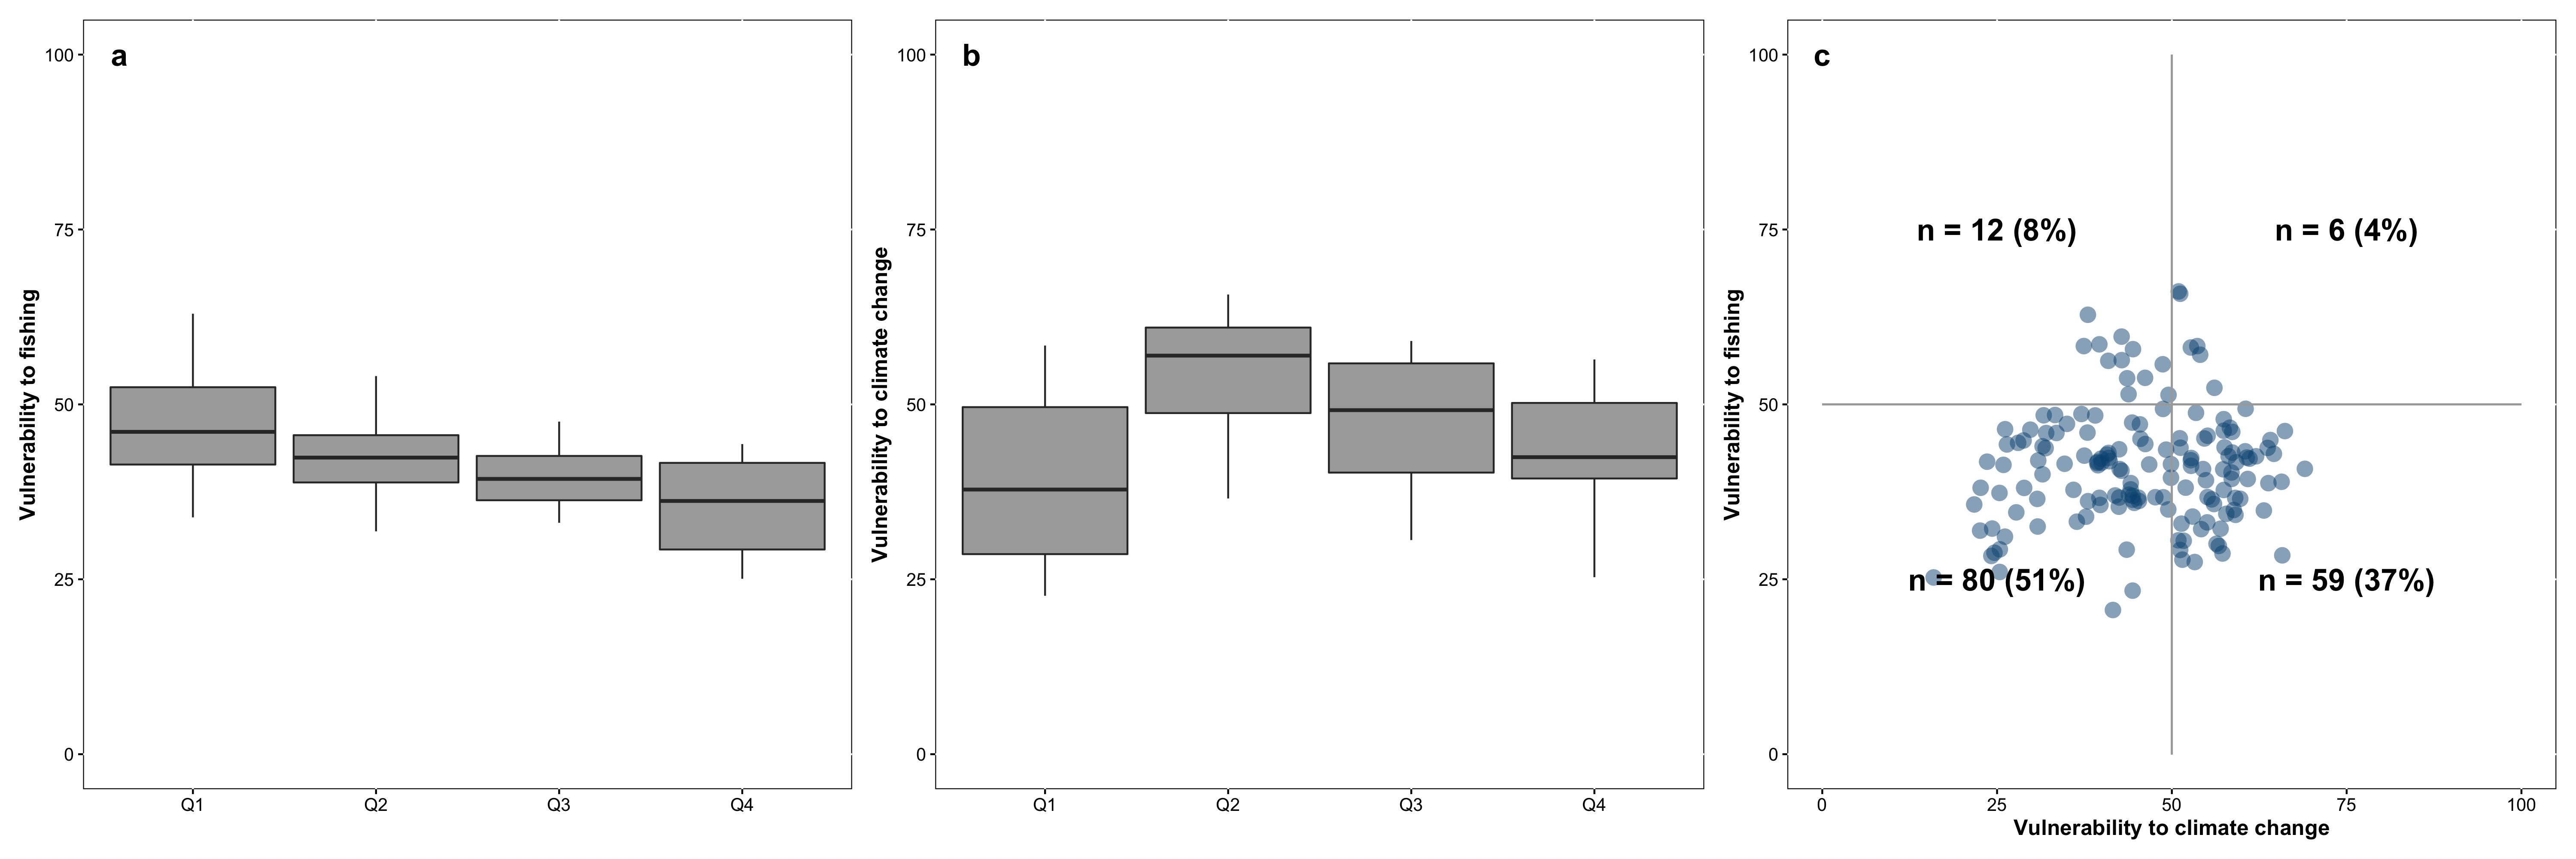 a
Vulnerability to fishing
100
75
50
25
0
Q1 Q2 Q3 Q4
b
Vulnerability to climate change
100
75
50
25
0
Q1 Q2 Q3 Q4
c
Vulnerability to fishing
100
75
50
25
0
n = 12 (8%) n = 6 (4%)
n = 80 (51%) n = 59 (37%)
0 25 50 75 100
Vulnerability to climate change